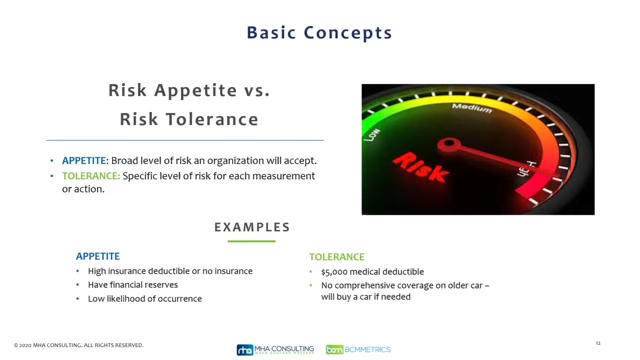 Basic Concepts
Risk Appetite vs.
Risk Tolerance
• APPETITE: Broad level of risk an organization will accept.
• TOLERANCE: Specific level of risk for each measurement
or action.
Low
Medium
High
Risk
EXAMPLES
APPETITE
• High insurance deductible or no insurance
• Have financial reserves
• Low likelihood of occurrence
TOLERANCE
• $5,000 medical deductible
• No comprehensive coverage on older car –
will buy a car if needed
© 2020 MHA CONSULTING. ALL RIGHTS RESERVED.
mha MHA CONSULTING
bcm BCMMETRICS
12